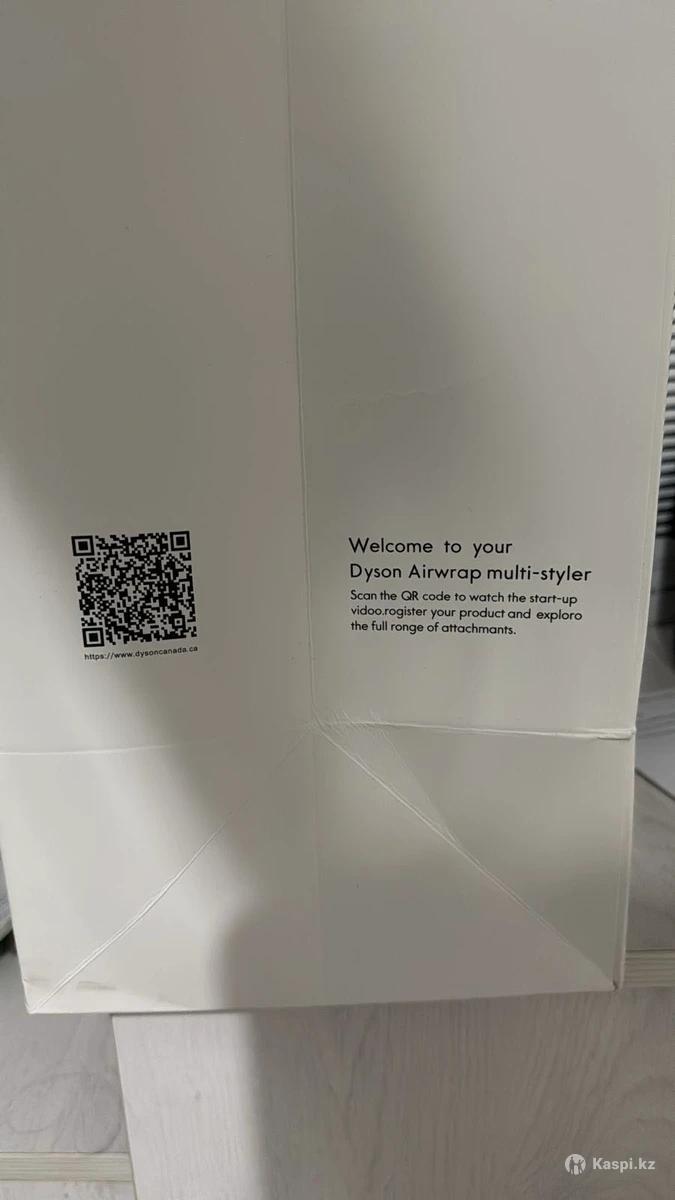 https://www.dysoncanada.ca
Welcome to your
Dyson Airwrap multi-styler
Scan the QR code to watch the start-up
vidoo.rogister your product and exploro
the full ronge of attachmants.
Kaspi.kz